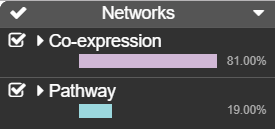 Networks
Co-expression
81.00%
Pathway
19.00%